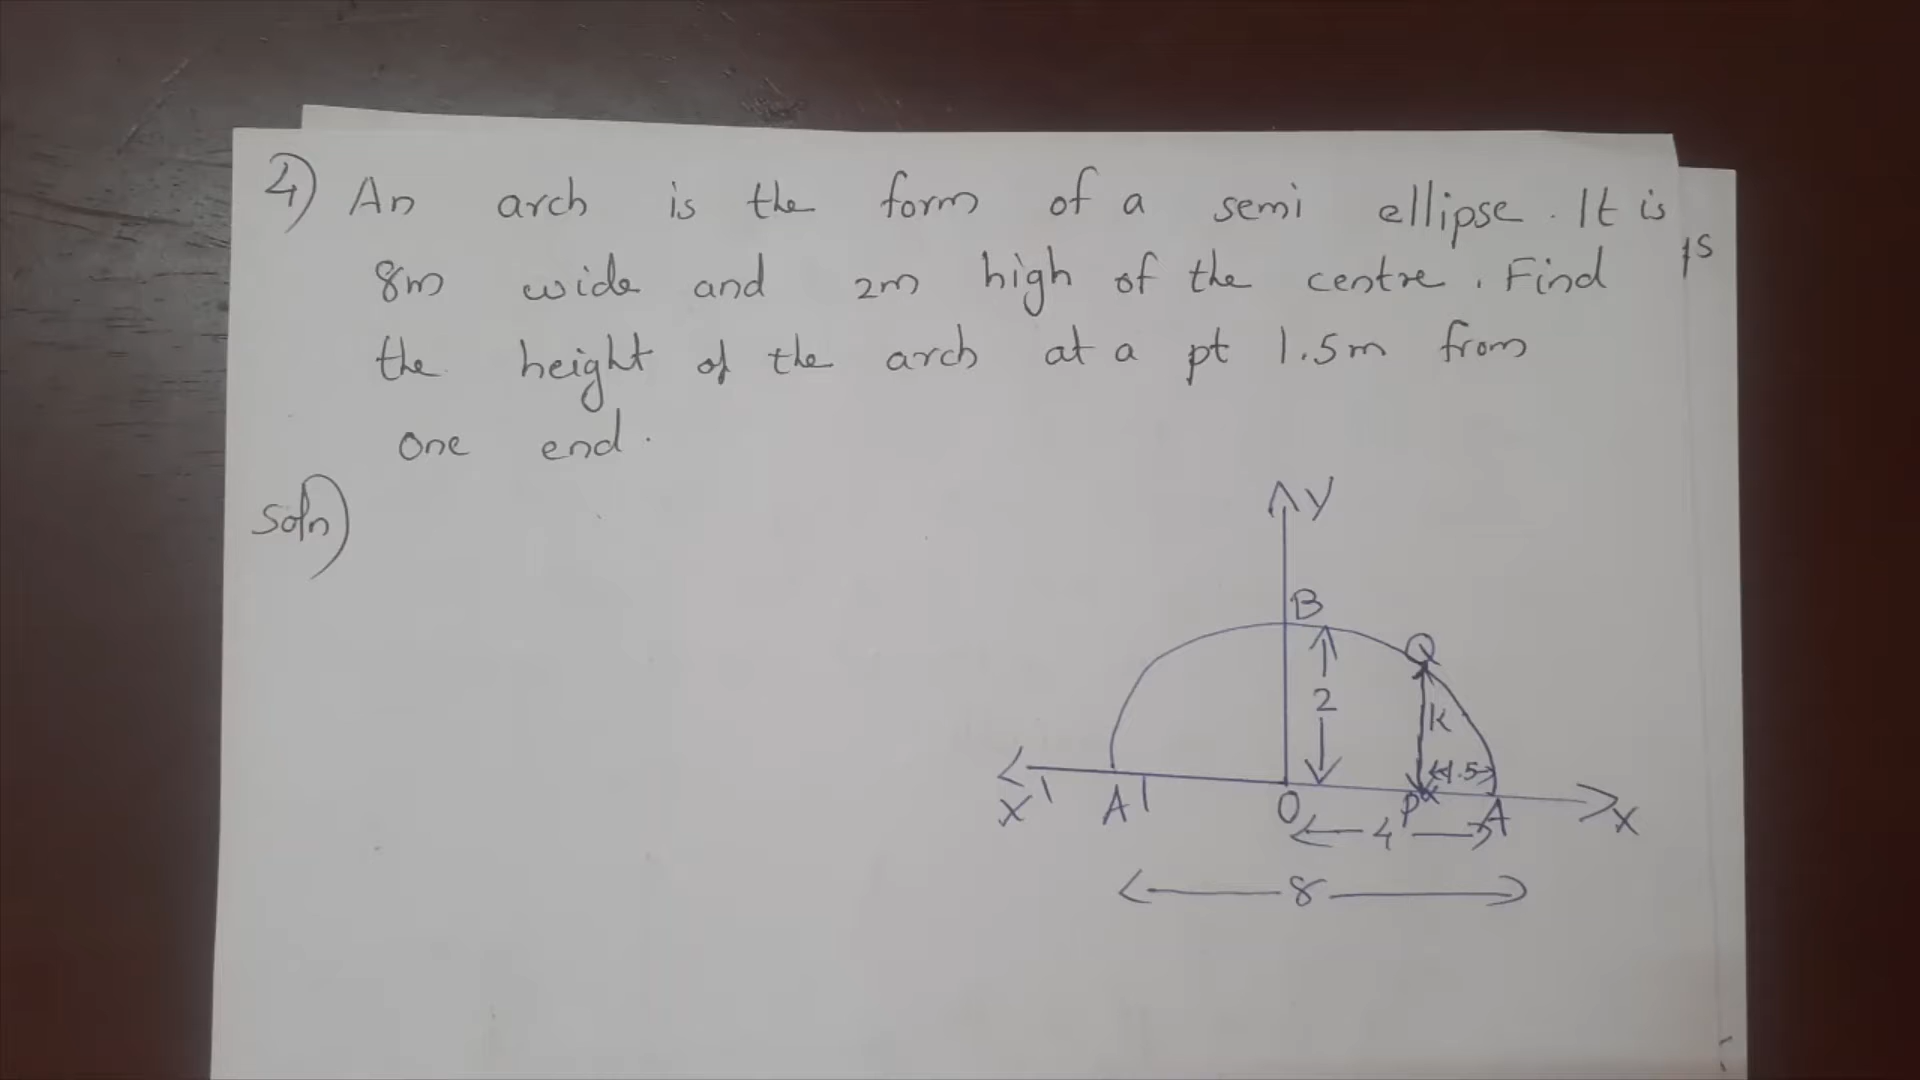 4) An arch is the form of a semi ellipse. It is
8m wide and 2m high of the centre. Find
the height of the arch at a pt 1.5m from
one end.
Soln)
Y
B
Q
2
k
1.5
X' A' O P A X
4
8